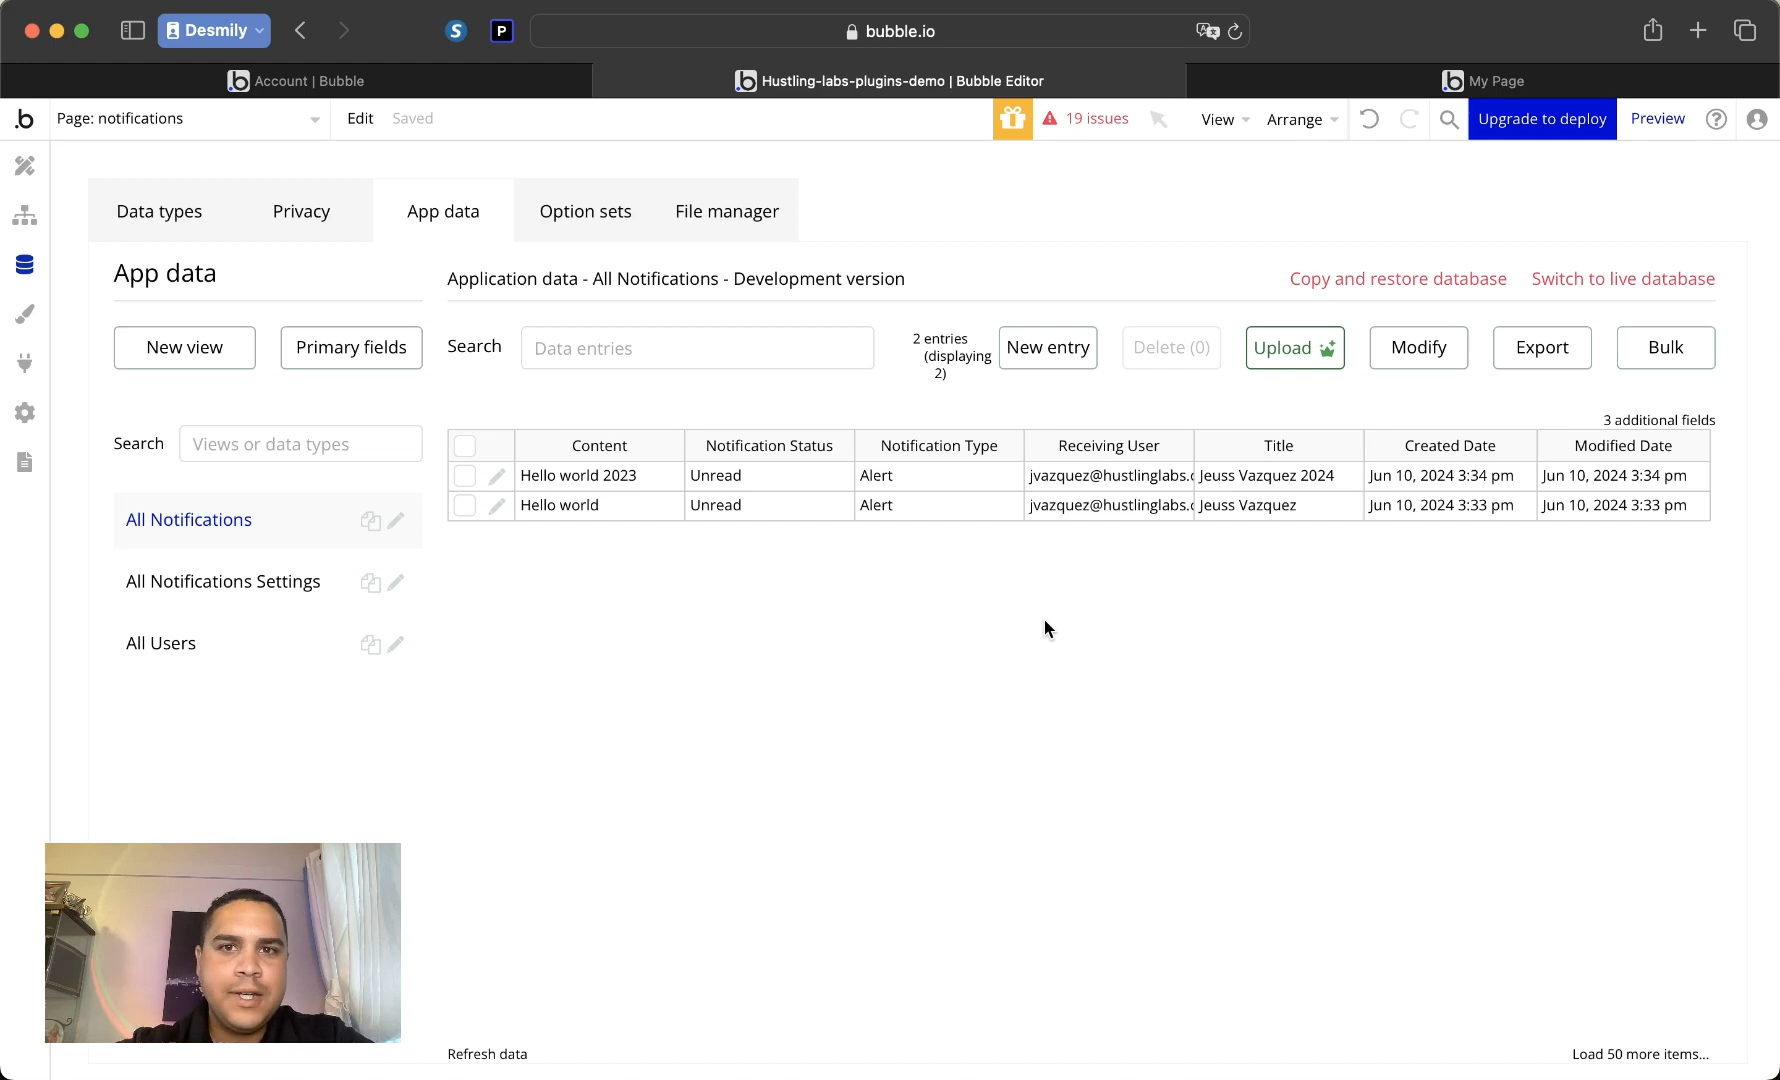 Desmily
S
P
bubble.io
Account | Bubble
Hustling-labs-plugins-demo | Bubble Editor
My Page
Page: notifications
Edit
Saved
19 issues
View
Arrange
Upgrade to deploy
Preview
Data types
Privacy
App data
Option sets
File manager
App data
Application data - All Notifications - Development version
Copy and restore database
Switch to live database
New view
Primary fields
Search
Data entries
2 entries
(displaying
2)
New entry
Delete (0)
Upload
Modify
Export
Bulk
3 additional fields
Search
Views or data types
Content Notification Status Notification Type Receiving User Title Created Date Modified Date
Hello world 2023 Unread Alert jvazquez@hustlinglabs.c Jeuss Vazquez 2024 Jun 10, 2024 3:34 pm Jun 10, 2024 3:34 pm
Hello world Unread Alert jvazquez@hustlinglabs.c Jeuss Vazquez Jun 10, 2024 3:33 pm Jun 10, 2024 3:33 pm
All Notifications
All Notifications Settings
All Users
Refresh data
Load 50 more items...